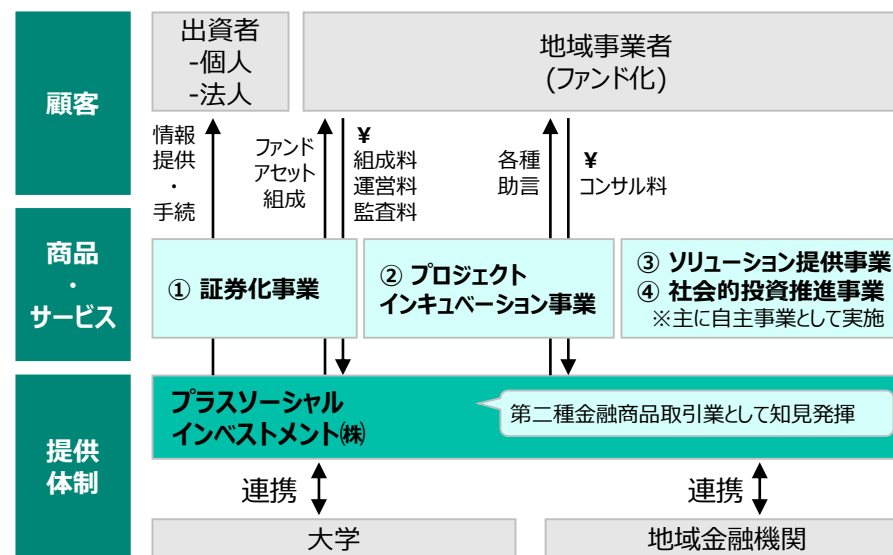 顧客
出資者
-個人
-法人
地域事業者
(ファンド化)
情報
提供
・
手続
ファンド
アセット
組成
¥
組成料
運営料
監査料
各種
助言
¥
コンサル料
商品
・
サービス
① 証券化事業
② プロジェクト
インキュベーション事業
③ ソリューション提供事業
④ 社会的投資推進事業
※主に自主事業として実施
提供
体制
プラスソーシャル
インベストメント㈱
第二種金融商品取引業として知見発揮
連携
連携
大学
地域金融機関